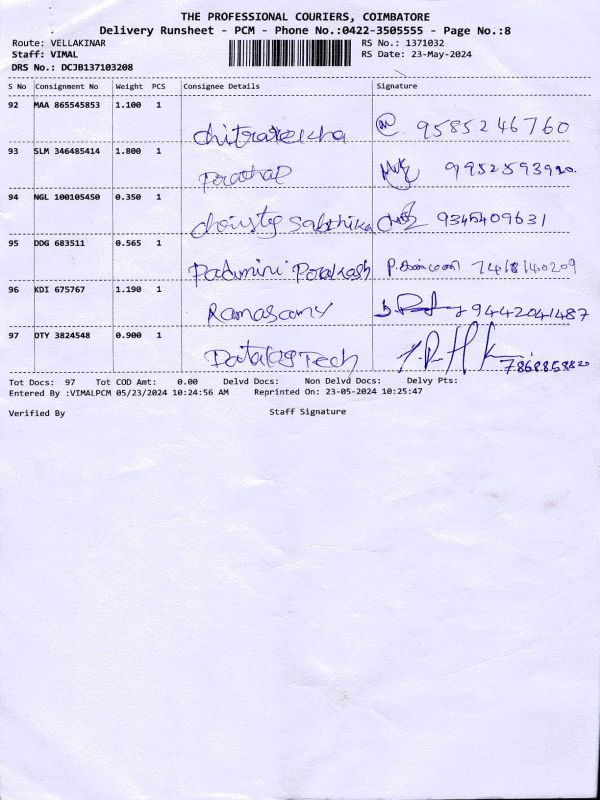 THE PROFESSIONAL COURIERS, COIMBATORE
Delivery Runsheet - PCM - Phone No.:0422-3505555 - Page No.:8
Route: VELLAKINAR RS No.: 1371032
Staff: VIMAL RS Date: 23-May-2024
DRS No.: DCJB137103208
S No Consignment No Weight PCS Consignee Details Signature
92 MAA 865545853 1.100 1
chitrarekha 9585246760
93 SLM 346485414 1.800 1
Prathap
94 NGL 100105450 0.350 1
Christy Sabthika 9345409631
95 DDG 683511 0.565 1
Padmini Porakash
96 KDI 675767 1.190 1
Ramasamy 9442041487
97 OTY 3824548 0.900 1
Datalog Tech
Tot Docs: 97 Tot COD Amt: 0.00 Delvd Docs: Non Delvd Docs: Delvy Pts:
Entered By :VIMALPCM 05/23/2024 10:24:56 AM Reprinted On: 23-05-2024 10:25:47
Verified By Staff Signature